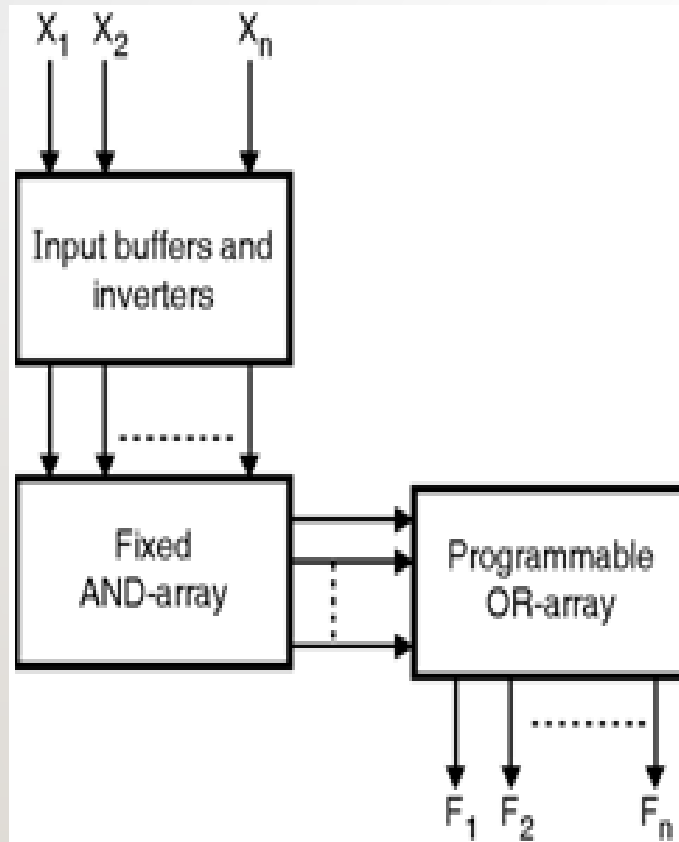 X1 X2 Xn
Input buffers and
inverters
Fixed
AND-array
Programmable
OR-array
F1 F2 Fn